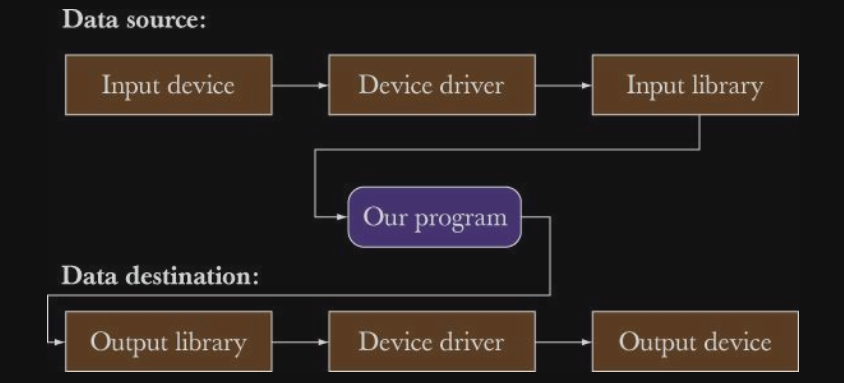 Data source:
Input device
Device driver
Input library
Our program
Data destination:
Output library
Device driver
Output device